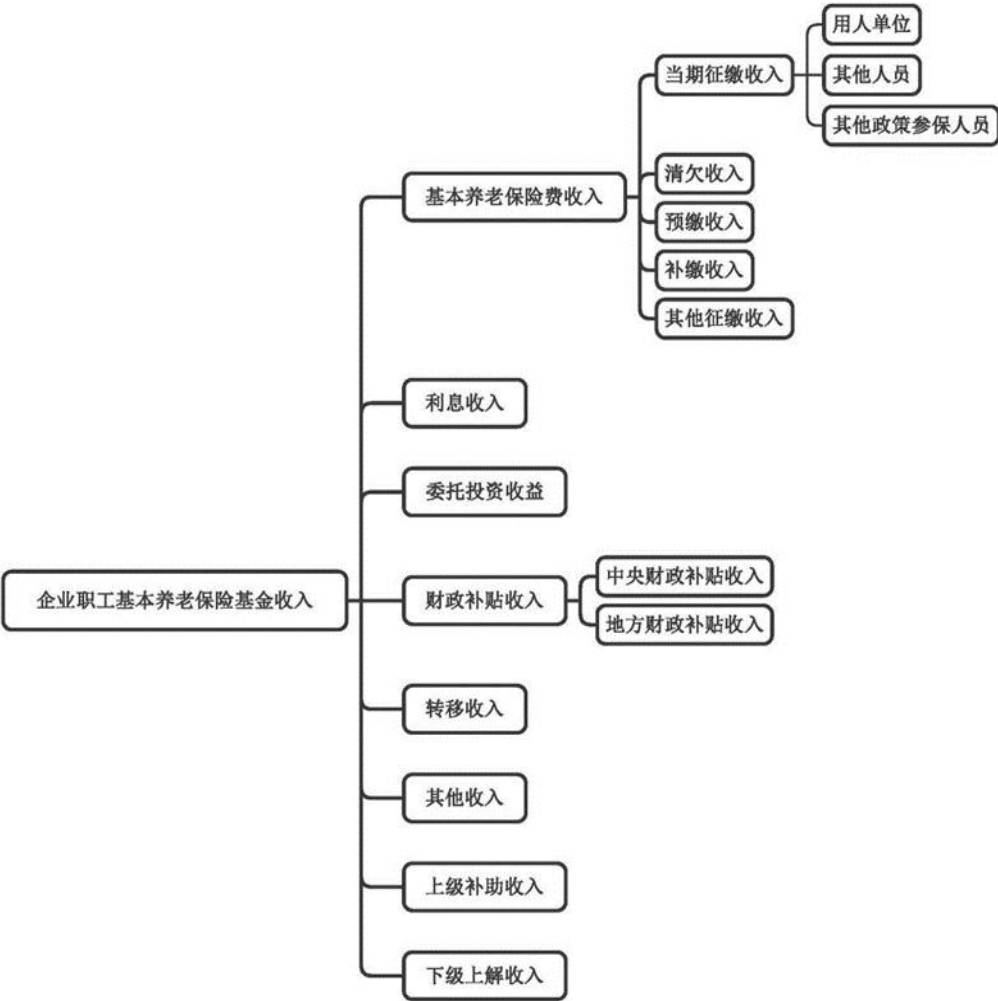 用人单位
当期征缴收入
其他人员
其他政策参保人员
清欠收入
基本养老保险费收入
预缴收入
补缴收入
其他征缴收入
利息收入
委托投资收益
中央财政补贴收入
企业职工基本养老保险基金收入
财政补贴收入
地方财政补贴收入
转移收入
其他收入
上级补助收入
下级上解收入